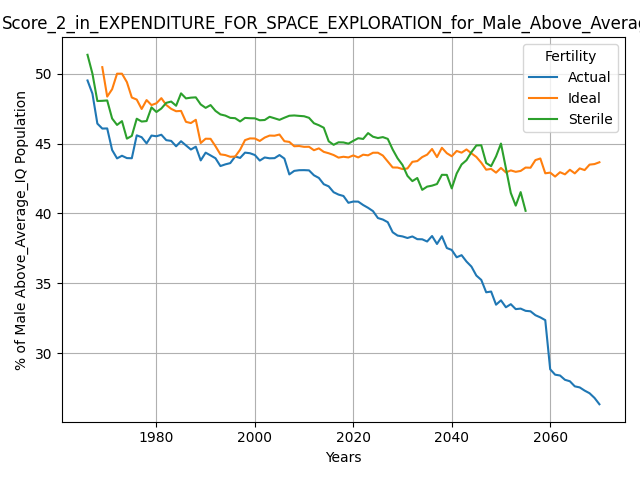 Score_2_in_EXPENDITURE_FOR_SPACE_EXPLORATION_for_Male_Above_Avera
% of Male Above_Average_IQ Population
50
45
40
35
30
Fertility
Actual
Ideal
Sterile
1980 2000 2020 2040 2060
Years